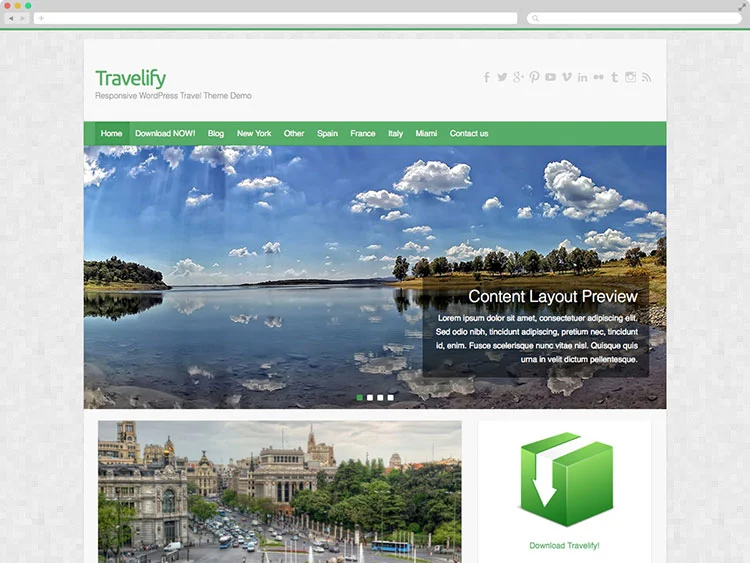 Travelify
Responsive WordPress Travel Theme Demo
Home Download NOW! Blog New York Other Spain France Italy Miami Contact us
Content Layout Preview
Lorem ipsum dolor sit amet, consectetuer adipiscing elit.
Sed odio nibh, tincidunt adipiscing, pretium nec, tincidunt
id, enim. Fusce scelerisque nunc vitae nisl. Quisque quis
urna in velit dictum pellentesque.
Download Travelify!